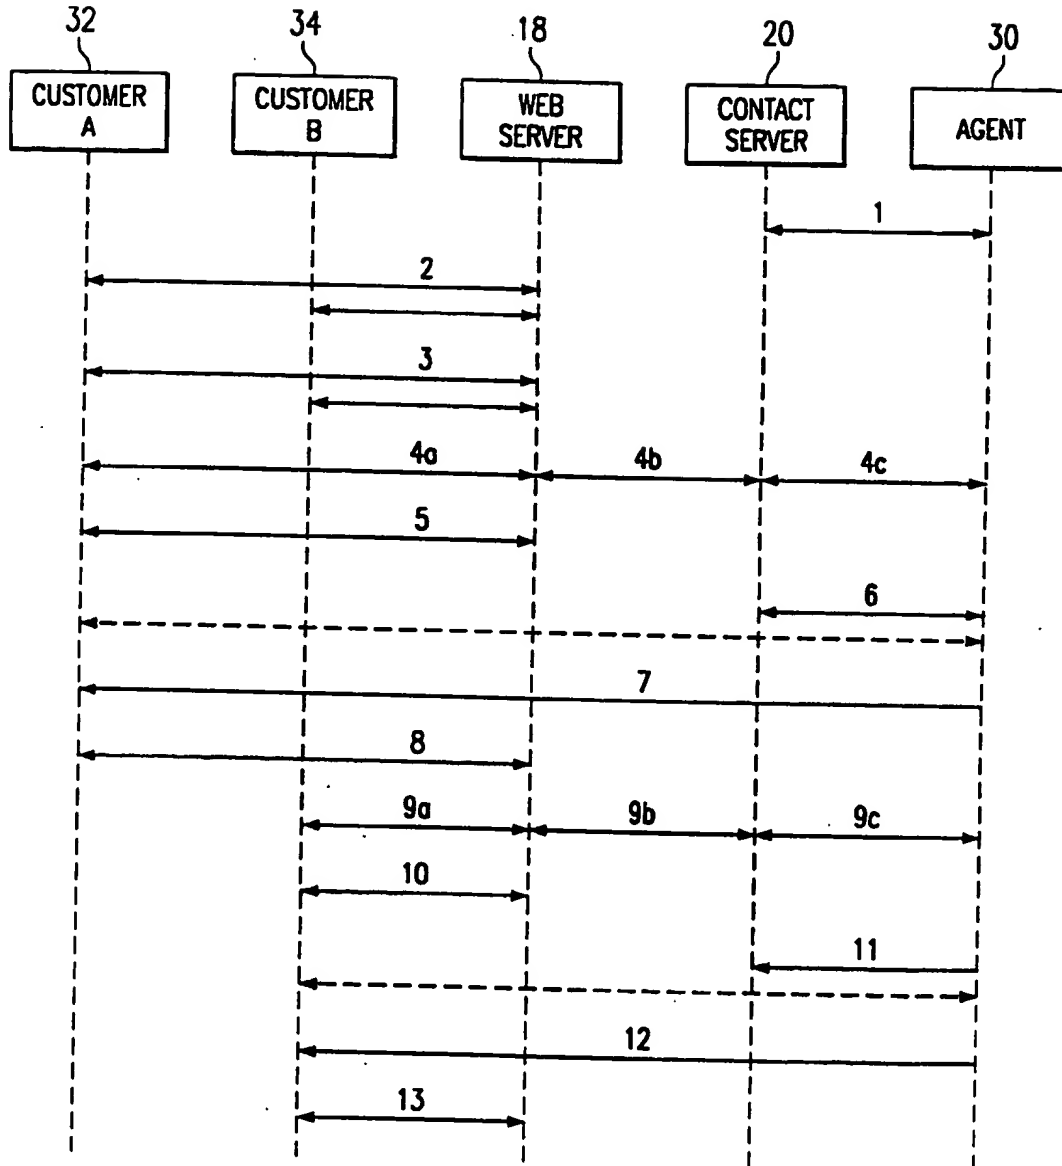 32
34
18
20
30
CUSTOMER
A
CUSTOMER
B
WEB
SERVER
CONTACT
SERVER
AGENT
1
2
3
4a
4b
4c
5
6
7
8
9a
9b
9c
10
11
12
13